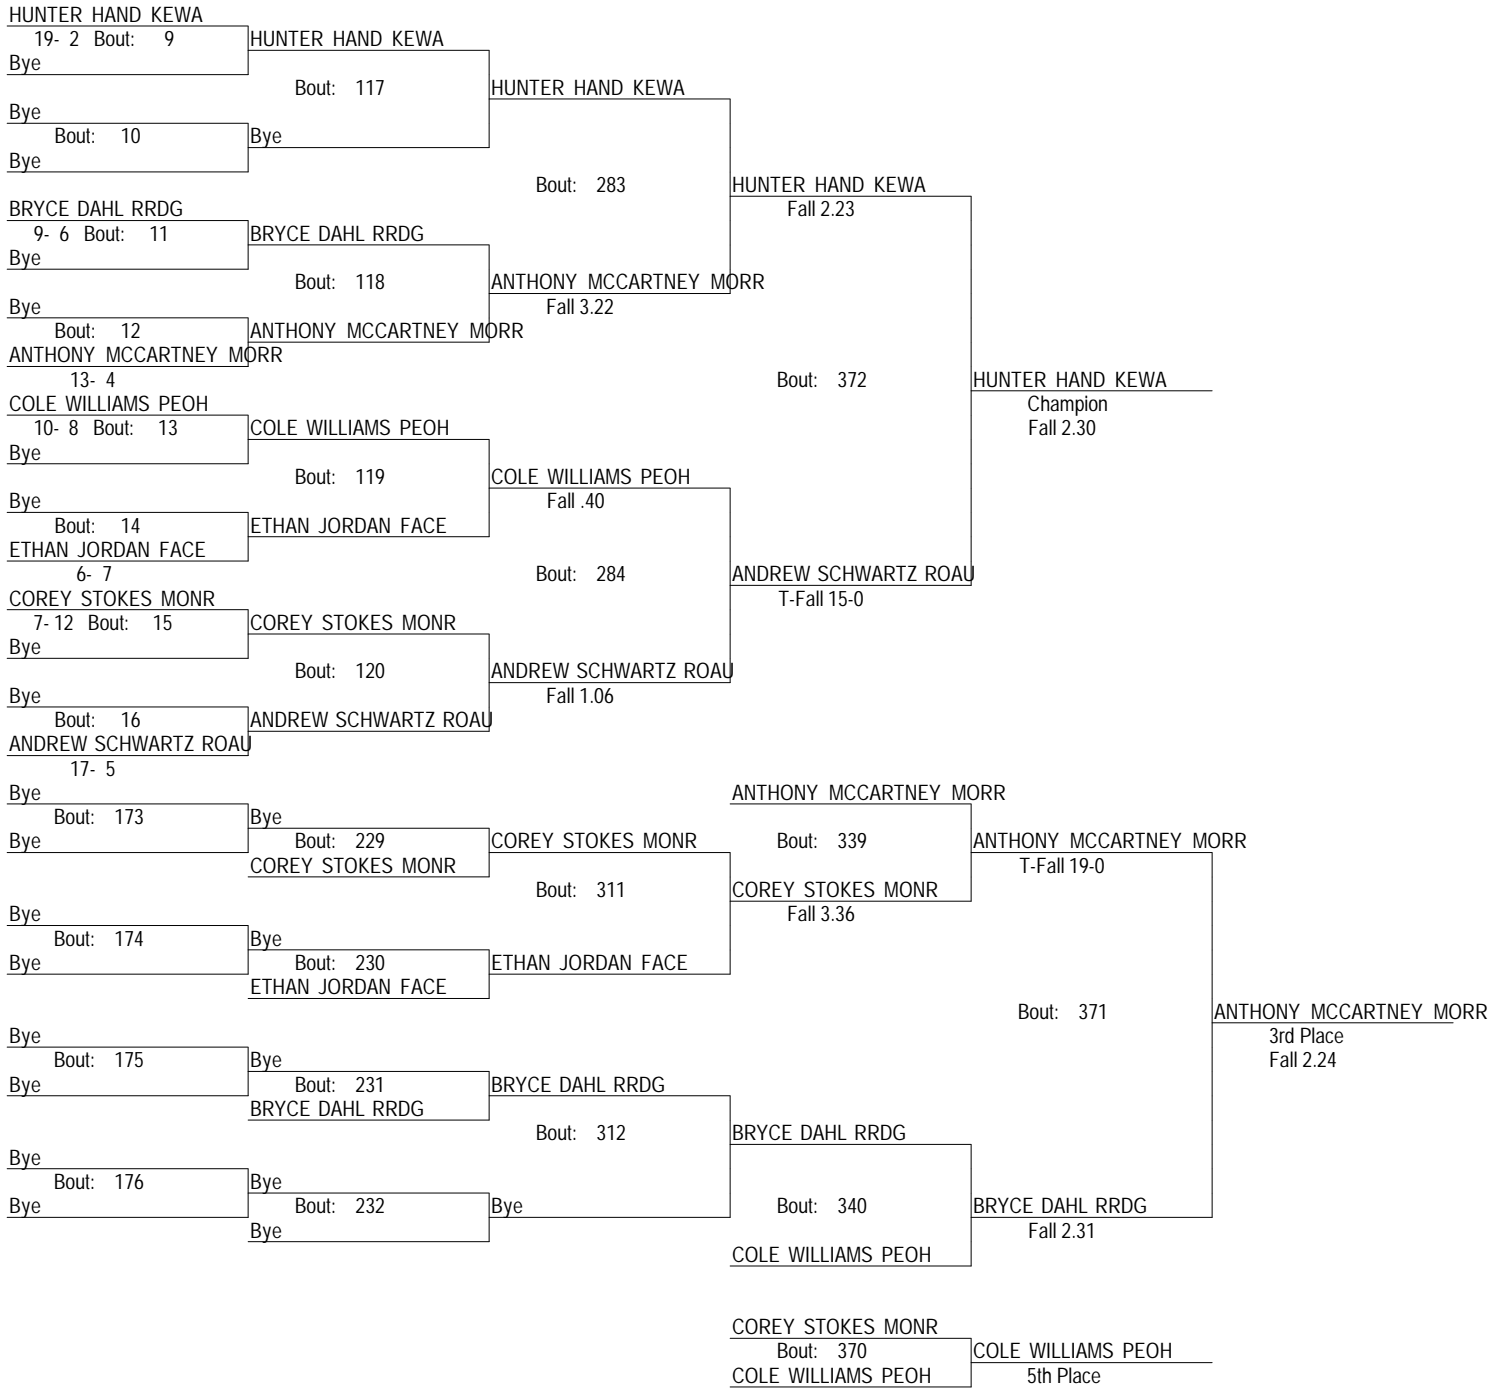 HUNTER HAND KEWA
19- 2 Bout: 9
HUNTER HAND KEWA
Bye
Bout: 117
HUNTER HAND KEWA
Bye
Bout: 10
Bye
Bye
Bout: 283
HUNTER HAND KEWA
Fall 2.23
BRYCE DAHL RRDG
9- 6 Bout: 11
BRYCE DAHL RRDG
Bye
Bout: 118
ANTHONY MCCARTNEY MORR
Fall 3.22
Bye
Bout: 12
ANTHONY MCCARTNEY MORR
ANTHONY MCCARTNEY MORR
13- 4
Bout: 372
HUNTER HAND KEWA
Champion
Fall 2.30
COLE WILLIAMS PEOH
10- 8 Bout: 13
COLE WILLIAMS PEOH
Bye
Bout: 119
COLE WILLIAMS PEOH
Fall .40
Bye
Bout: 14
ETHAN JORDAN FACE
ETHAN JORDAN FACE
6- 7
Bout: 284
ANDREW SCHWARTZ ROAU
T-Fall 15-0
COREY STOKES MONR
7- 12 Bout: 15
COREY STOKES MONR
Bye
Bout: 120
ANDREW SCHWARTZ ROAU
Fall 1.06
Bye
Bout: 16
ANDREW SCHWARTZ ROAU
ANDREW SCHWARTZ ROAU
17- 5
Bye
Bout: 173
Bye
Bye
Bout: 229
COREY STOKES MONR
COREY STOKES MONR
ANTHONY MCCARTNEY MORR
Bout: 339
ANTHONY MCCARTNEY MORR
T-Fall 19-0
Bout: 311
COREY STOKES MONR
Fall 3.36
Bye
Bout: 174
Bye
Bye
Bout: 230
ETHAN JORDAN FACE
ETHAN JORDAN FACE
Bout: 371
ANTHONY MCCARTNEY MORR
3rd Place
Fall 2.24
Bye
Bout: 175
Bye
Bye
Bout: 231
BRYCE DAHL RRDG
BRYCE DAHL RRDG
Bout: 312
BRYCE DAHL RRDG
Bye
Bout: 176
Bye
Bye
Bout: 232
Bye
Bye
Bout: 340
BRYCE DAHL RRDG
Fall 2.31
COLE WILLIAMS PEOH
COREY STOKES MONR
Bout: 370
COLE WILLIAMS PEOH
COLE WILLIAMS PEOH
5th Place